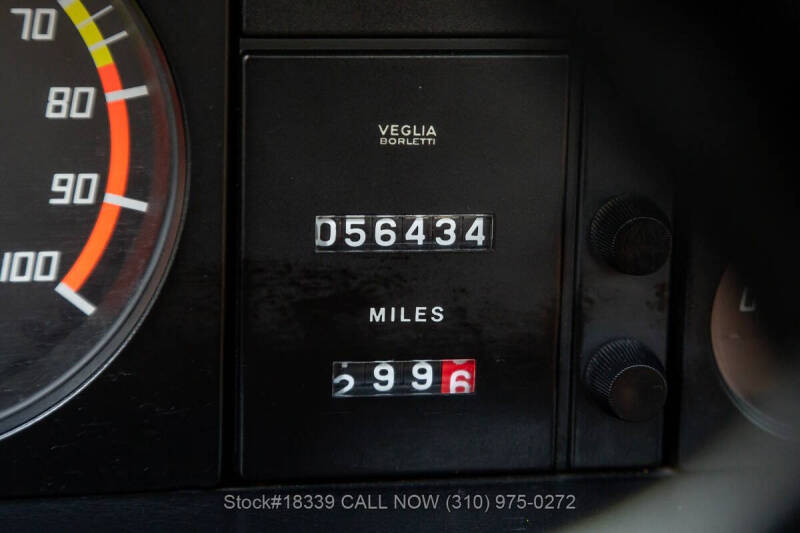 70
80
90
100
VEGLIA
BORLETTI
056434
MILES
2996
Stock#18339 CALL NOW (310) 975-0272